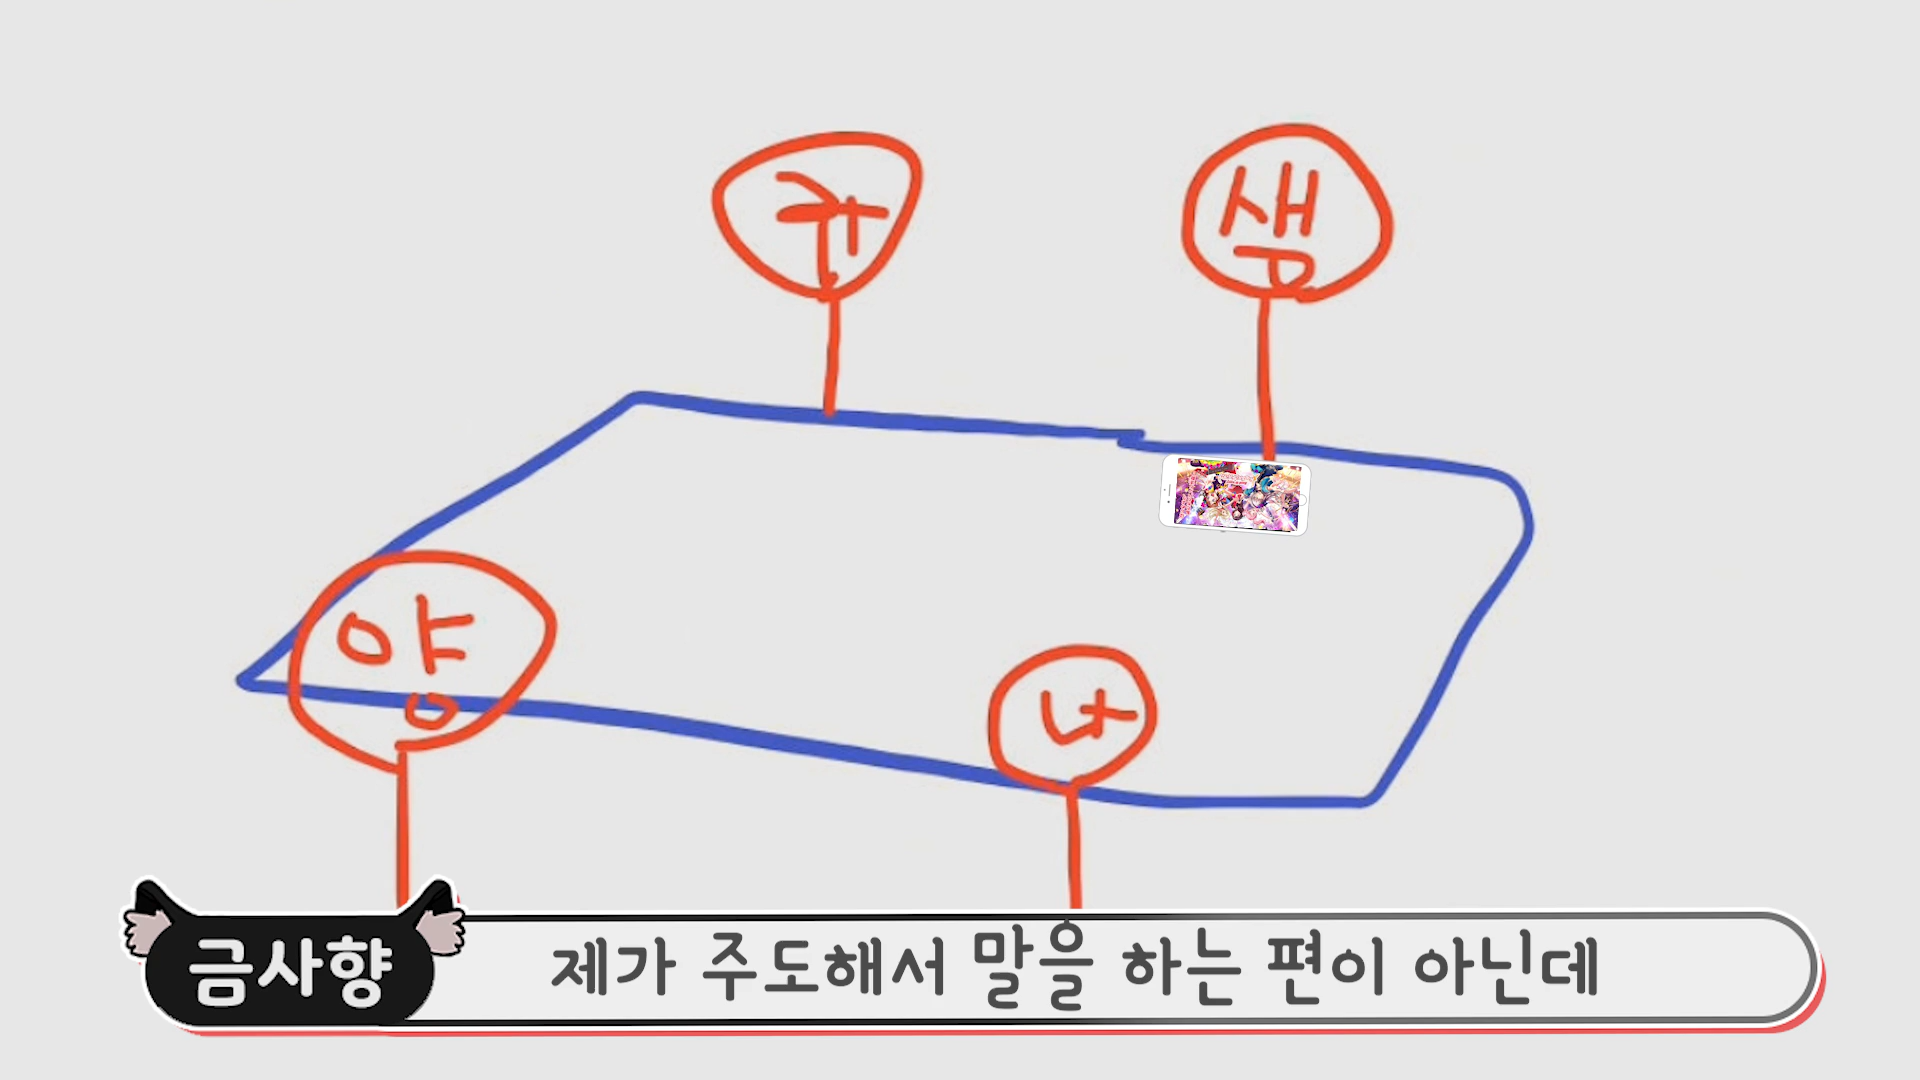 샘
양
나
금사향
제가 주도해서 말을 하는 편이 아닌데